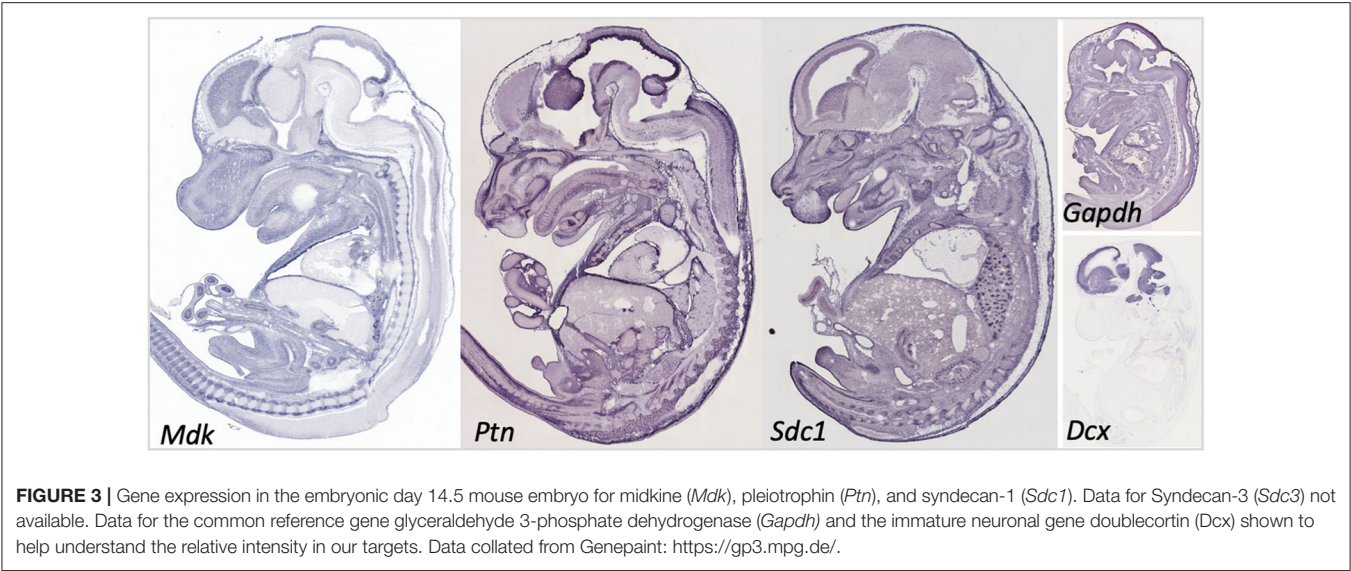 Mdk
Ptn
Sdc1
Gapdh
Dcx
FIGURE 3 | Gene expression in the embryonic day 14.5 mouse embryo for midkine (Mdk), pleiotrophin (Ptn), and syndecan-1 (Sdc1). Data for Syndecan-3 (Sdc3) not
available. Data for the common reference gene glyceraldehyde 3-phosphate dehydrogenase (Gapdh) and the immature neuronal gene doublecortin (Dcx) shown to
help understand the relative intensity in our targets. Data collated from Genepaint: https://gp3.mpg.de/.